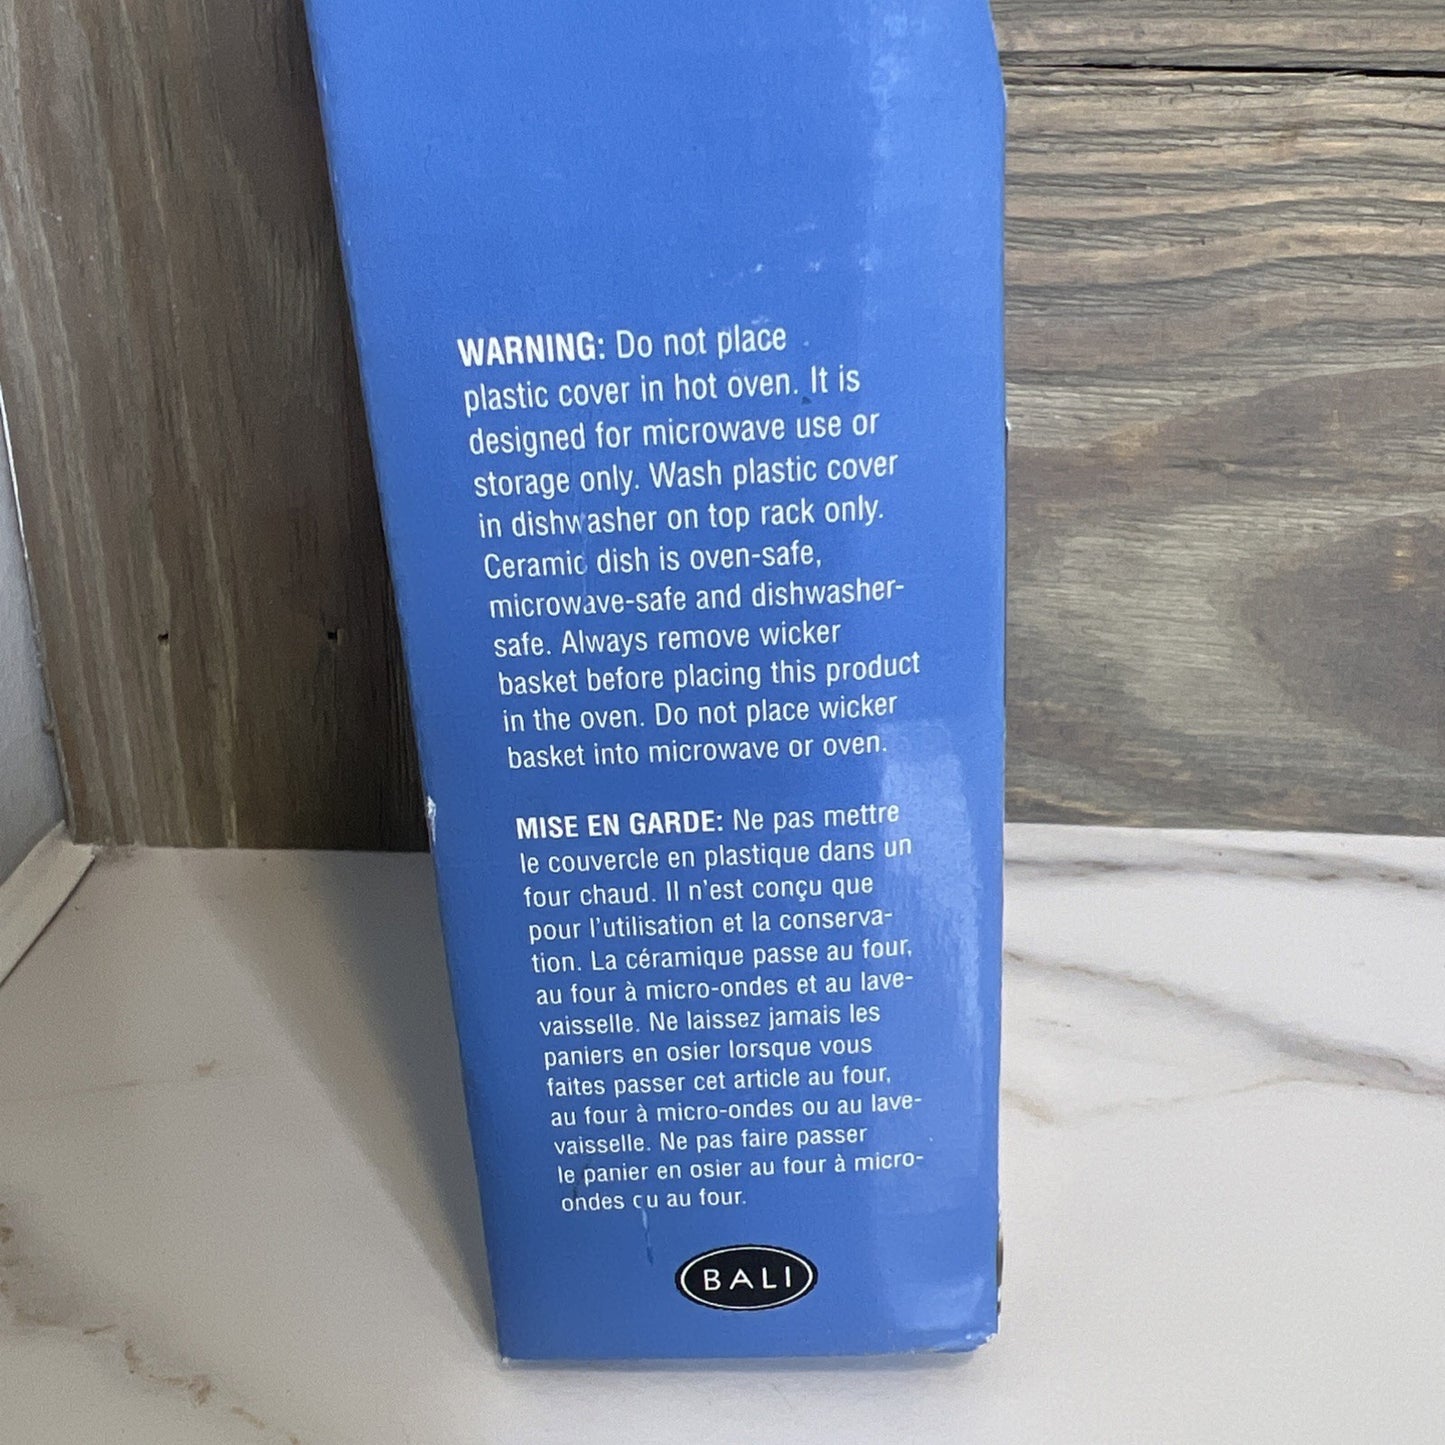 WARNING: Do not place
plastic cover in hot oven. It is
designed for microwave use or
storage only. Wash plastic cover
in dishwasher on top rack only.
Ceramic dish is oven-safe,
microwave-safe and dishwasher-
safe. Always remove wicker
basket before placing this product
in the oven. Do not place wicker
basket into microwave or oven.
MISE EN GARDE: Ne pas mettre
le couvercle en plastique dans un
four chaud. Il n'est conçu que
pour l'utilisation et la conserva-
tion. La céramique passe au four,
au four à micro-ondes et au lave-
vaisselle. Ne laissez jamais les
paniers en osier lorsque vous
faites passer cet article au four,
au four à micro-ondes ou au lave-
vaisselle. Ne pas faire passer
le panier en osier au four à micro-
ondes ou au four.
BALI